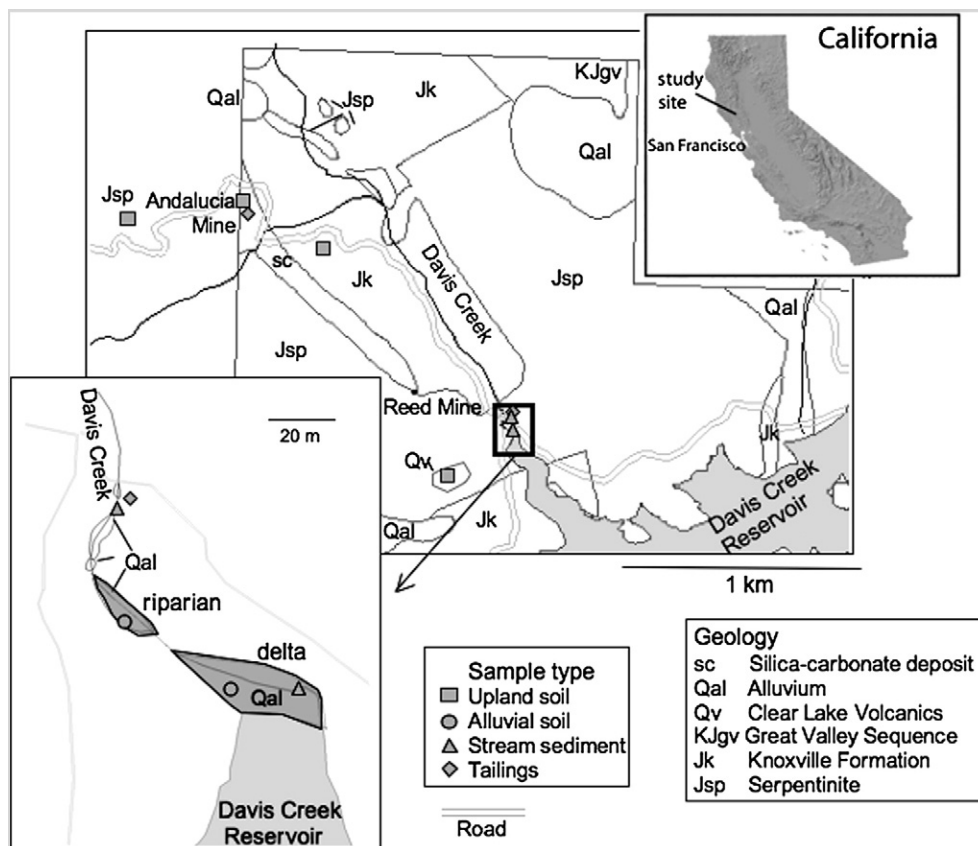 California
study
site
San Francisco
KJgv
Qal
Jsp
Jk
Qal
Jsp
Andalucia
Mine
sc
Jk
Davis Creek
Jsp
Qal
Jsp
Reed Mine
Qv
Jk
Qal
Jk
Davis Creek
Reservoir
1 km
Davis Creek
20 m
Qal
riparian
delta
Qal
Davis Creek
Reservoir
Sample type
Upland soil
Alluvial soil
Stream sediment
Tailings
Road
Geology
sc Silica-carbonate deposit
Qal Alluvium
Qv Clear Lake Volcanics
KJgv Great Valley Sequence
Jk Knoxville Formation
Jsp Serpentinite